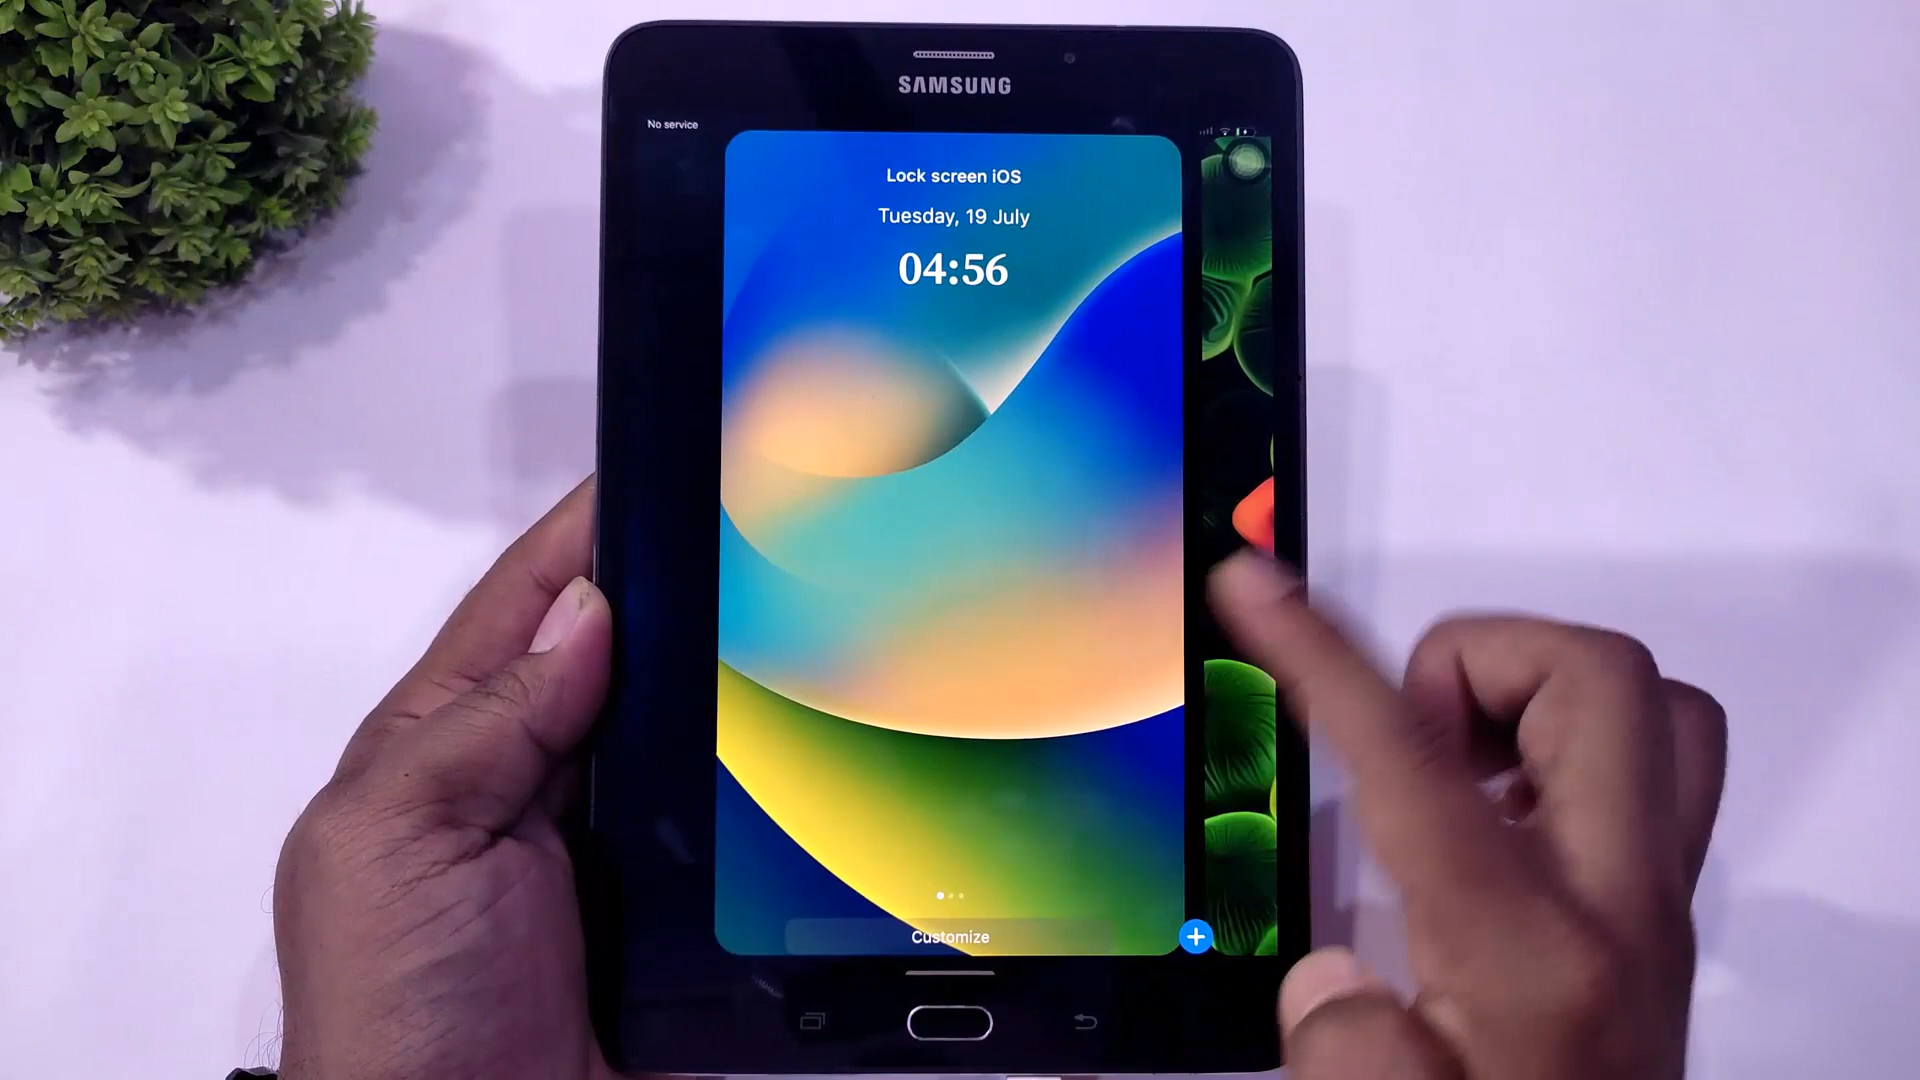 SAMSUNG
No service
Lock screen iOS
Tuesday, 19 July
04:56
Customize